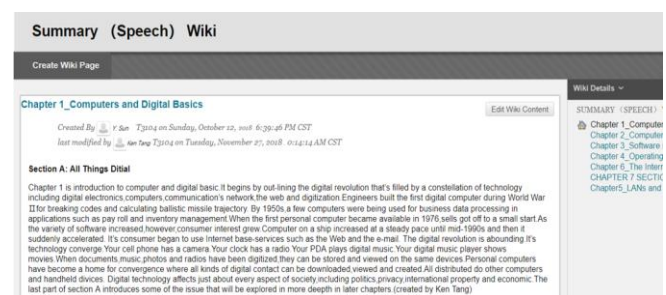 Summary (Speech) Wiki
Create Wiki Page
Chapter 1_Computers and Digital Basics
Edit Wiki Content
Created By Y Sun T3104 on Sunday, October 12, 2018 6:39:46 PM CST
last modified by Ken Tang T3104 on Tuesday, November 27, 2018 0:14:14 AM CST
Section A: All Things Ditial
Chapter 1 is introduction to computer and digital basic.It begins by out-lining the digital revolution that's filled by a constellation of technology
including digital electronics,computers,communication's network,the web and digitization.Engineers built the first digital computer during World War
II for breaking codes and calculating ballistic missile trajectory. By 1950s,a few computers were being used for business data processing in
applications such as pay roll and inventory management.When the first personal computer became available in 1976,sells got off to a small start.As
the variety of software increased,however,consumer interest grew.Computer on a ship increased at a steady pace until mid-1990s and then it
suddenly accelerated. It's consumer began to use Internet base-services such as the Web and the e-mail. The digital revolution is abounding It's
technology converge.Your cell phone has a camera.Your clock has a radio.Your PDA plays digital music.Your digital music player shows
movies.When documents,music,photos and radios have been digitized,they can be stored and viewed on the same devices.Personal computers
have become a home for convergence where all kinds of digital contact can be downloaded,viewed and created.All distributed do other computers
and handheld divices. Digital technology affects just about every aspect of society,including politics,privacy,international property and economic.The
last part of section A introduces some of the issue that will be explored in more deepth in later chapters.(created by Ken Tang)
Wiki Details
SUMMARY (SPEECH)
Chapter 1_Computer
Chapter 2_Computer
Chapter 3_Software
Chapter 4_Operating
Chapter 6_The Intern
CHAPTER 7 SECTIO
Chapter5_LANs and